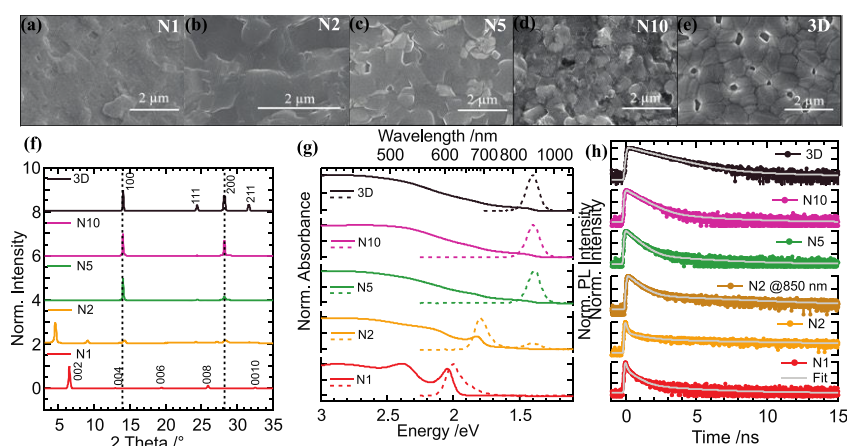 (a) N1
2 µm
(b) N2
2 µm
(c) N5
2 µm
(d) N10
2 µm
(e) 3D
2 µm
(f)
Norm. Intensity
10
8
6
4
2
0
3D
N10
N5
N2
N1
100
111
200
211
002
004
006
008
0010
5 10 15 20 25 30 35
2 Theta /°
(g)
Wavelength /nm
500 600 700 800 1000
Norm. Absorbance
3D
N10
N5
N2
N1
3 2.5 2 1.5
Energy /eV
Norm. PL Intensity
(h)
Norm. Intensity
3D
N10
N5
N2 @850 nm
N2
N1
Fit
0 5 10 15
Time /ns